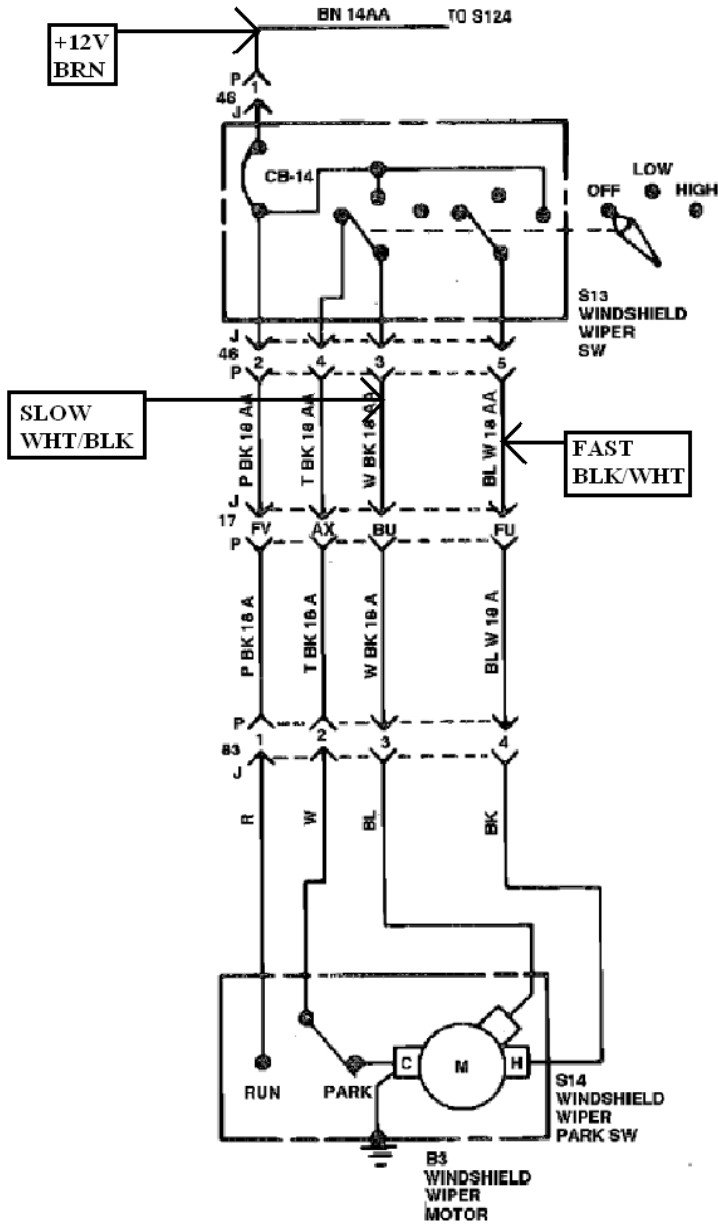 BN 14AA
TO S124
+12V
BRN
P
1
46
J
CB-14
OFF
LOW
HIGH
S13
WINDSHIELD
WIPER
SW
J
46
P
2
4
3
5
SLOW
WHT/BLK
P BK 18 AA
T BK 18 AA
W BK 18 AA
BL W 18 AA
FAST
BLK/WHT
J
17
P
FV
AX
BU
FU
P BK 18 A
T BK 18 A
W BK 18 A
BL W 18 A
P
83
J
1
2
3
4
R
W
BL
BK
RUN
PARK
C
M
H
S14
WINDSHIELD
WIPER
PARK SW
B3
WINDSHIELD
WIPER
MOTOR